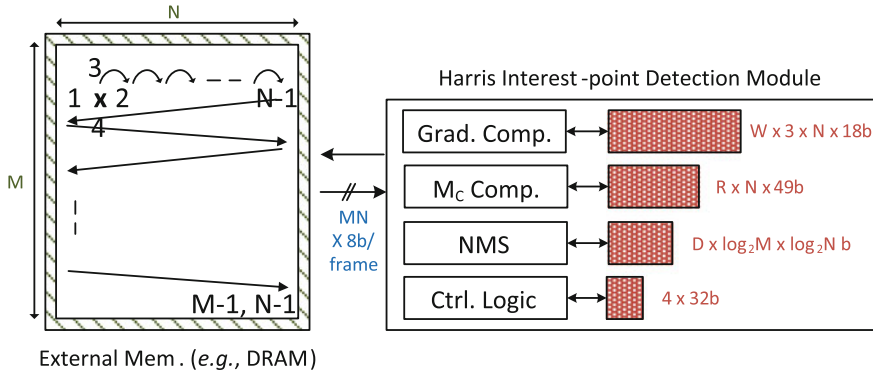 N
M
3
1 x 2
4
N-1
M-1, N-1
External Mem. (e.g., DRAM)
MN
X 8b/
frame
Harris Interest-point Detection Module
Grad. Comp.
W x 3 x N x 18b
M_C Comp.
R x N x 49b
NMS
D x log₂M x log₂N b
Ctrl. Logic
4 x 32b